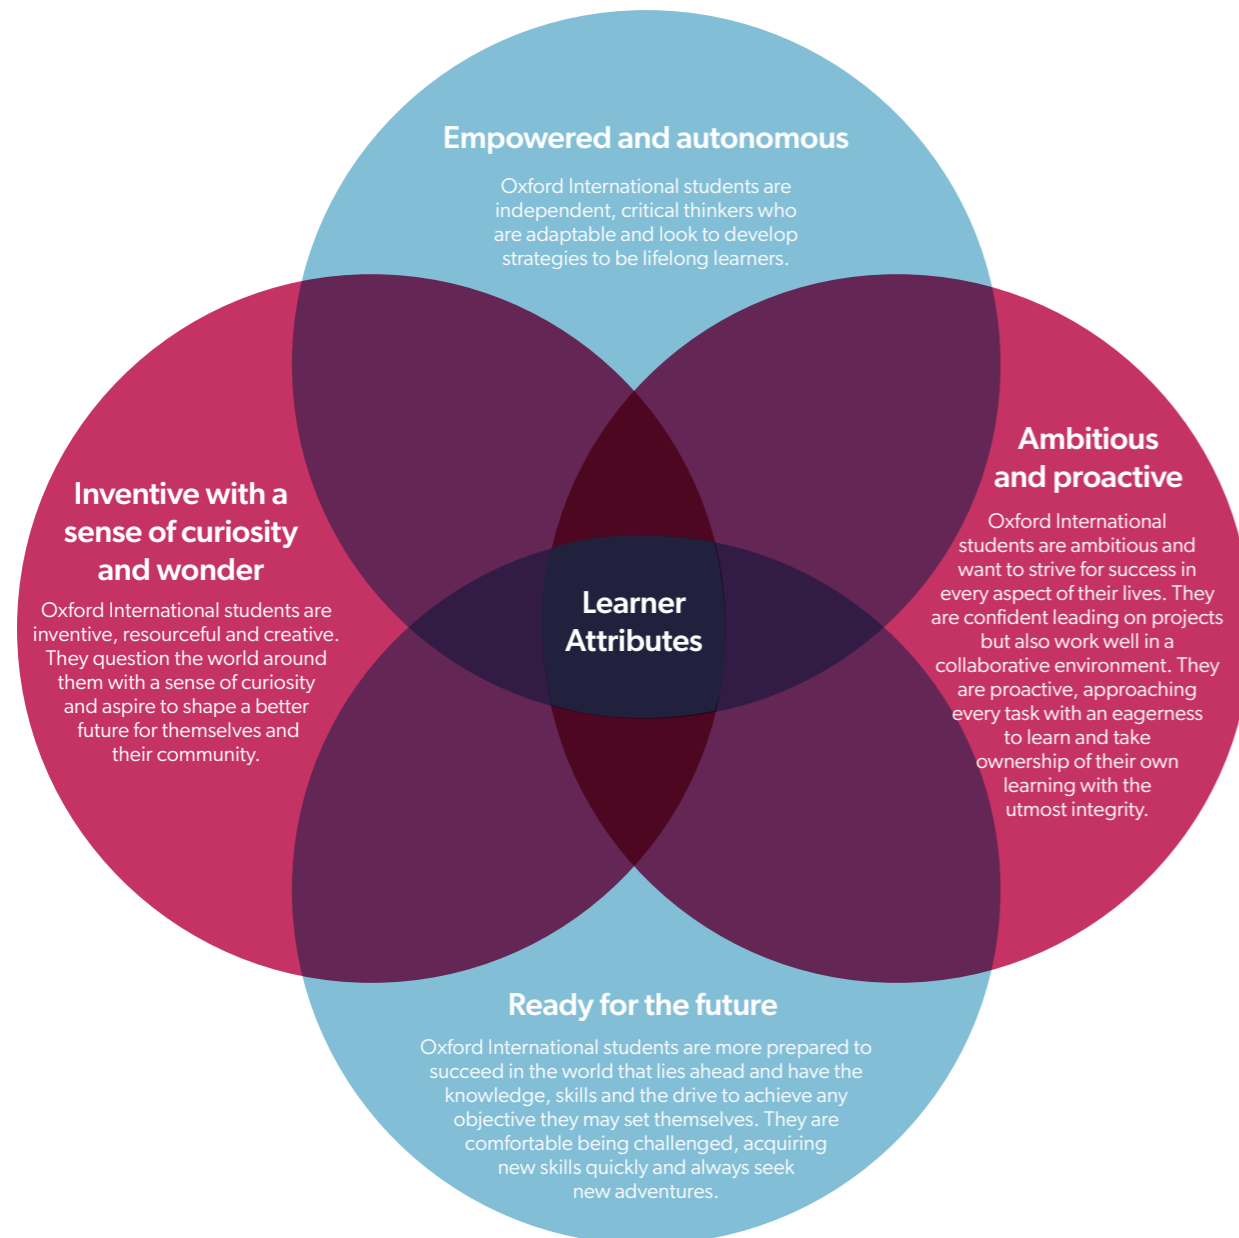 Empowered and autonomous
Oxford International students are
independent, critical thinkers who
are adaptable and look to develop
strategies to be lifelong learners.
Inventive with a
sense of curiosity
and wonder
Oxford International students are
inventive, resourceful and creative.
They question the world around
them with a sense of curiosity
and aspire to shape a better
future for themselves and
their community.
Learner
Attributes
Ambitious
and proactive
Oxford International
students are ambitious and
want to strive for success in
every aspect of their lives. They
are confident leading on projects
but also work well in a
collaborative environment. They
are proactive, approaching
every task with an eagerness
to learn and take
ownership of their own
learning with the
utmost integrity.
Ready for the future
Oxford International students are more prepared to
succeed in the world that lies ahead and have the
knowledge, skills and the drive to achieve any
objective they may set themselves. They are
comfortable being challenged, acquiring
new skills quickly and always seek
new adventures.